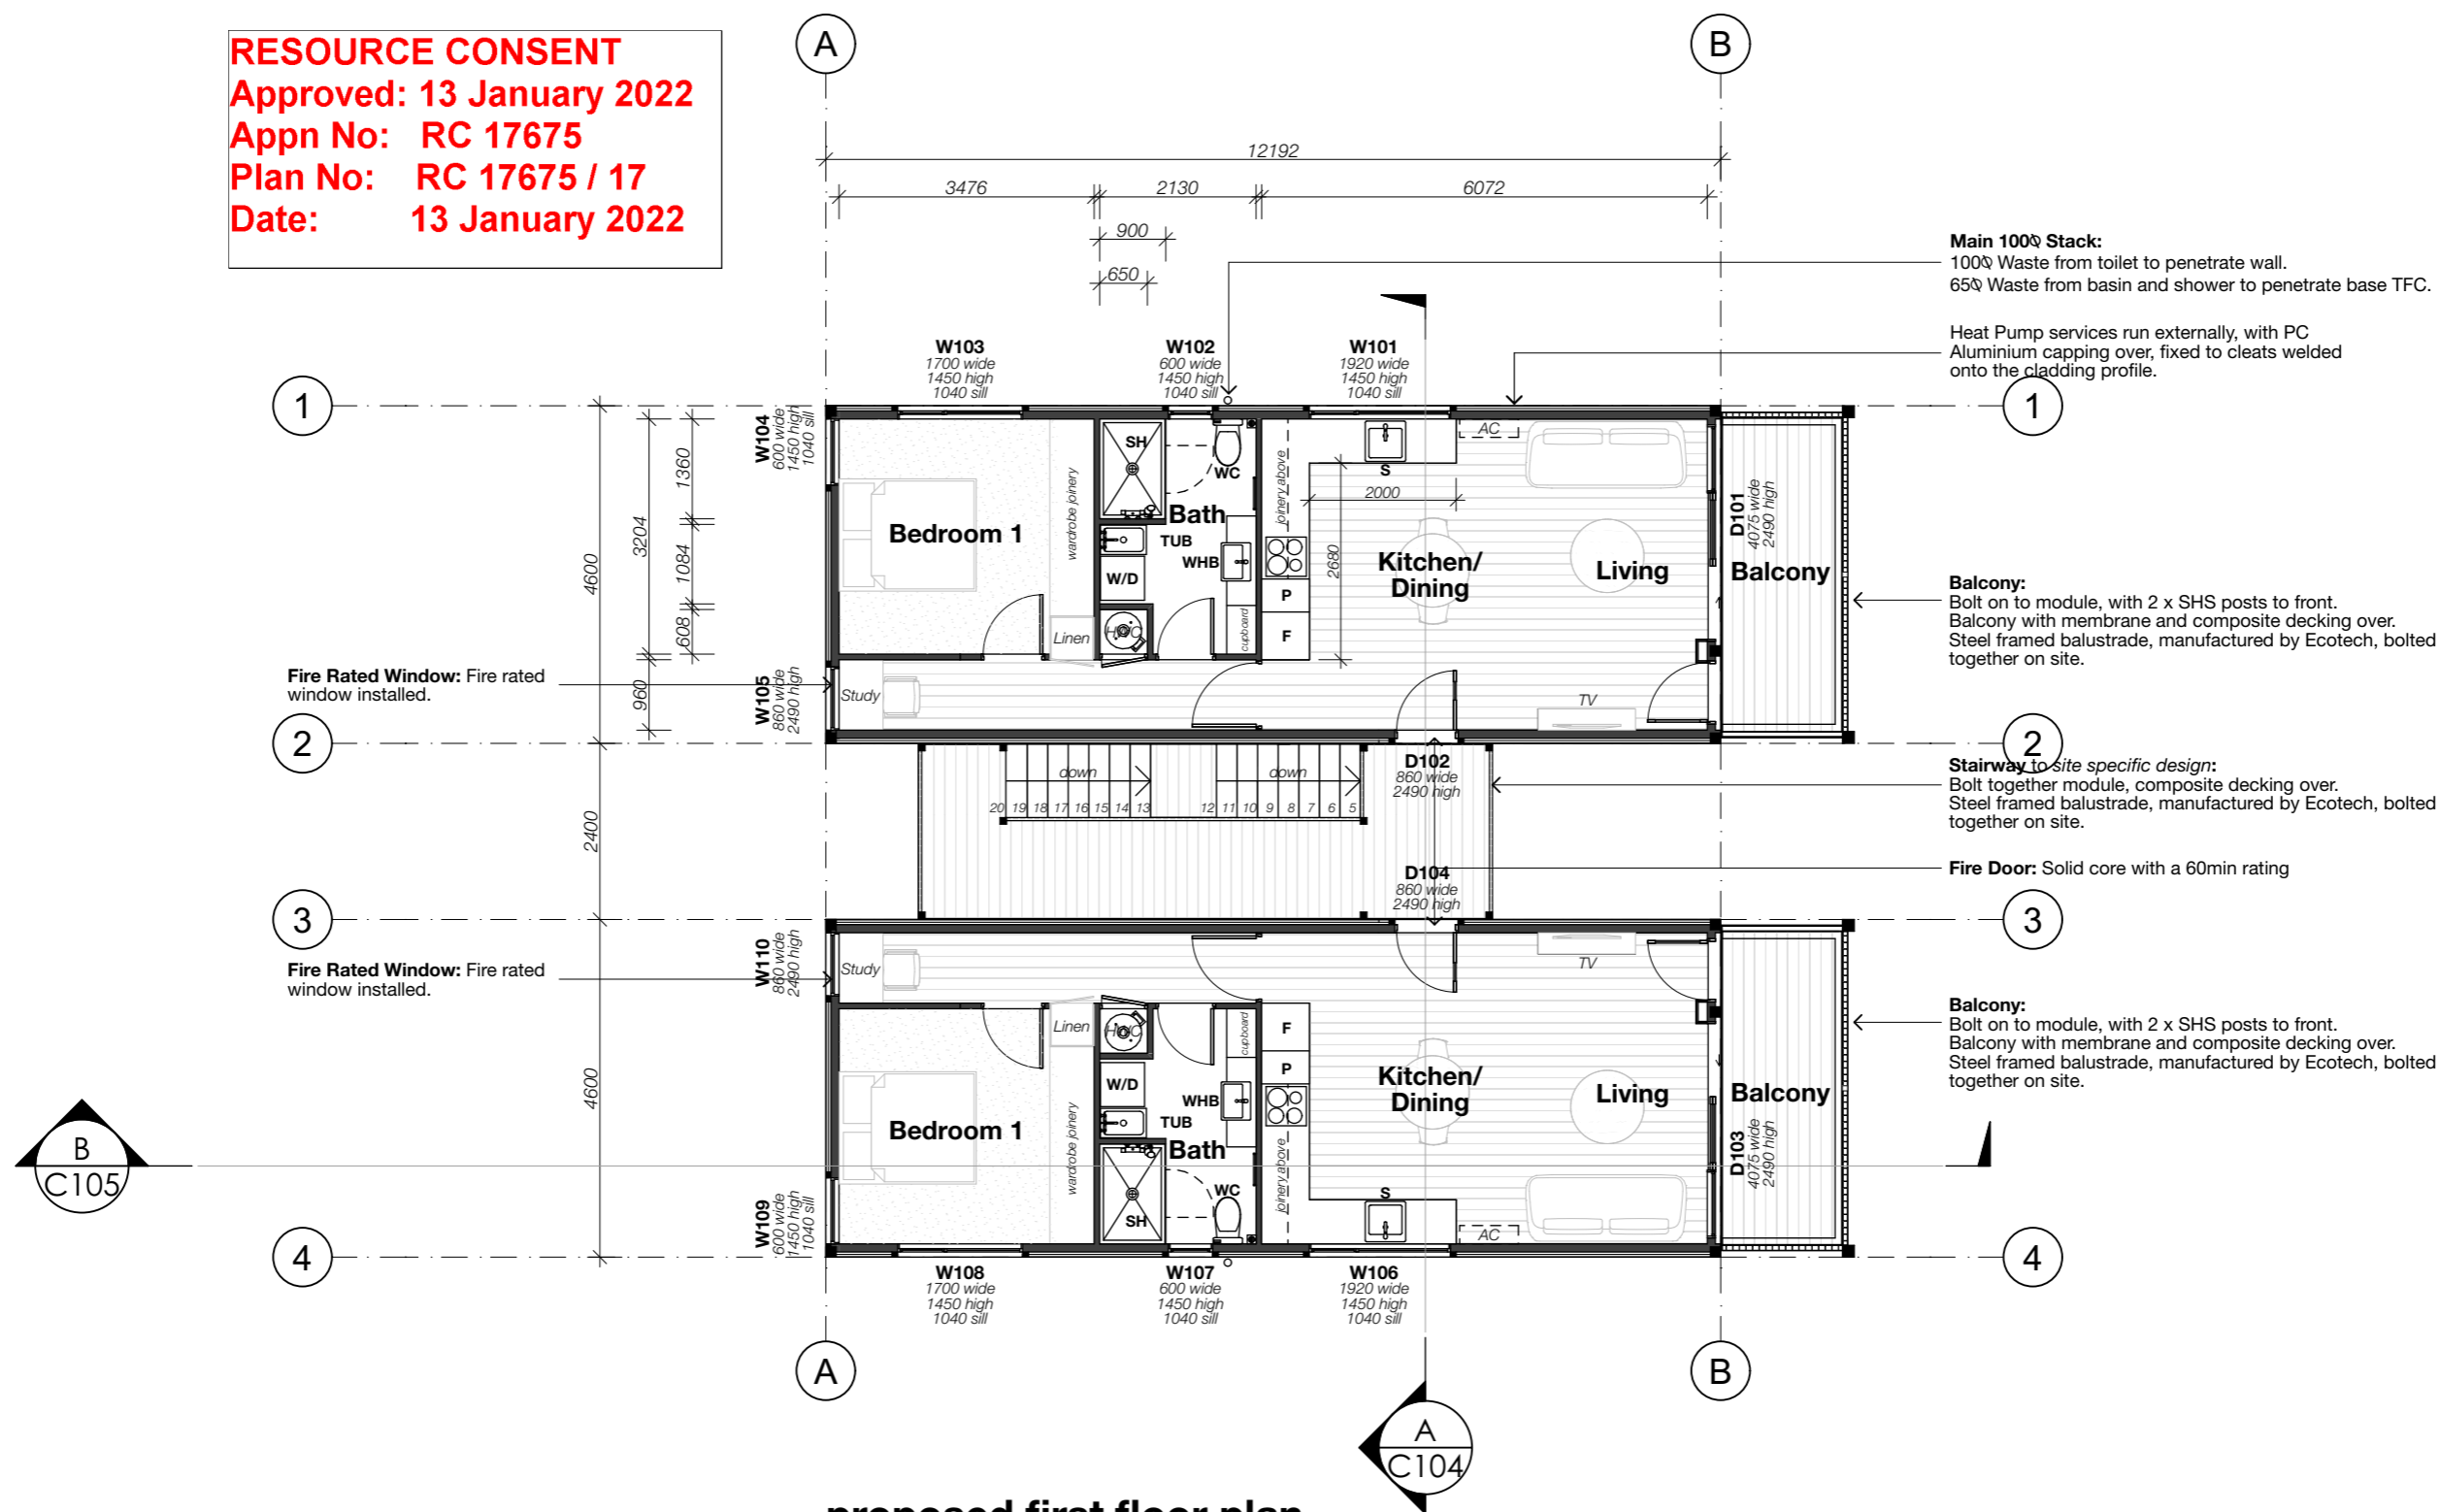 RESOURCE CONSENT
Approved: 13 January 2022
Appn No: RC 17675
Plan No: RC 17675 / 17
Date: 13 January 2022
A
B
12192
3476
2130
6072
900
650
Main 100Ø Stack:
100Ø Waste from toilet to penetrate wall.
65Ø Waste from basin and shower to penetrate base TFC.
Heat Pump services run externally, with PC
Aluminium capping over, fixed to cleats welded
onto the cladding profile.
W103
1700 wide
1450 high
1040 sill
W102
600 wide
1450 high
1040 sill
W101
1920 wide
1450 high
1040 sill
1
1
W104
600 wide
1450 high
1040 sill
4600
3204
1360
1084
608
960
SH
WC
Bath
TUB
WHB
W/D
HWC
cupboard
Bedroom 1
wardrobe joinery
Linen
joinery above
S
AC
2000
2680
P
F
Kitchen/
Dining
Living
D101
4075 wide
2490 high
Balcony
Balcony:
Bolt on to module, with 2 x SHS posts to front.
Balcony with membrane and composite decking over.
Steel framed balustrade, manufactured by Ecotech, bolted
together on site.
Fire Rated Window: Fire rated
window installed.
W105
860 wide
2490 high
Study
TV
2
2
D102
860 wide
2490 high
down
down
20 19 18 17 16 15 14 13
12 11 10 9 8 7 6 5
2400
Stairway to site specific design:
Bolt together module, composite decking over.
Steel framed balustrade, manufactured by Ecotech, bolted
together on site.
D104
860 wide
2490 high
Fire Door: Solid core with a 60min rating
3
3
Fire Rated Window: Fire rated
window installed.
W110
860 wide
2490 high
Study
TV
4600
Linen
HWC
cupboard
W/D
WHB
TUB
Bath
WC
SH
Bedroom 1
wardrobe joinery
F
P
joinery above
S
AC
Kitchen/
Dining
Living
Balcony
D103
4075 wide
2490 high
Balcony:
Bolt on to module, with 2 x SHS posts to front.
Balcony with membrane and composite decking over.
Steel framed balustrade, manufactured by Ecotech, bolted
together on site.
B
C105
W109
600 wide
1450 high
1040 sill
4
4
W108
1700 wide
1450 high
1040 sill
W107
600 wide
1450 high
1040 sill
W106
1920 wide
1450 high
1040 sill
A
B
A
C104
proposed first floor plan